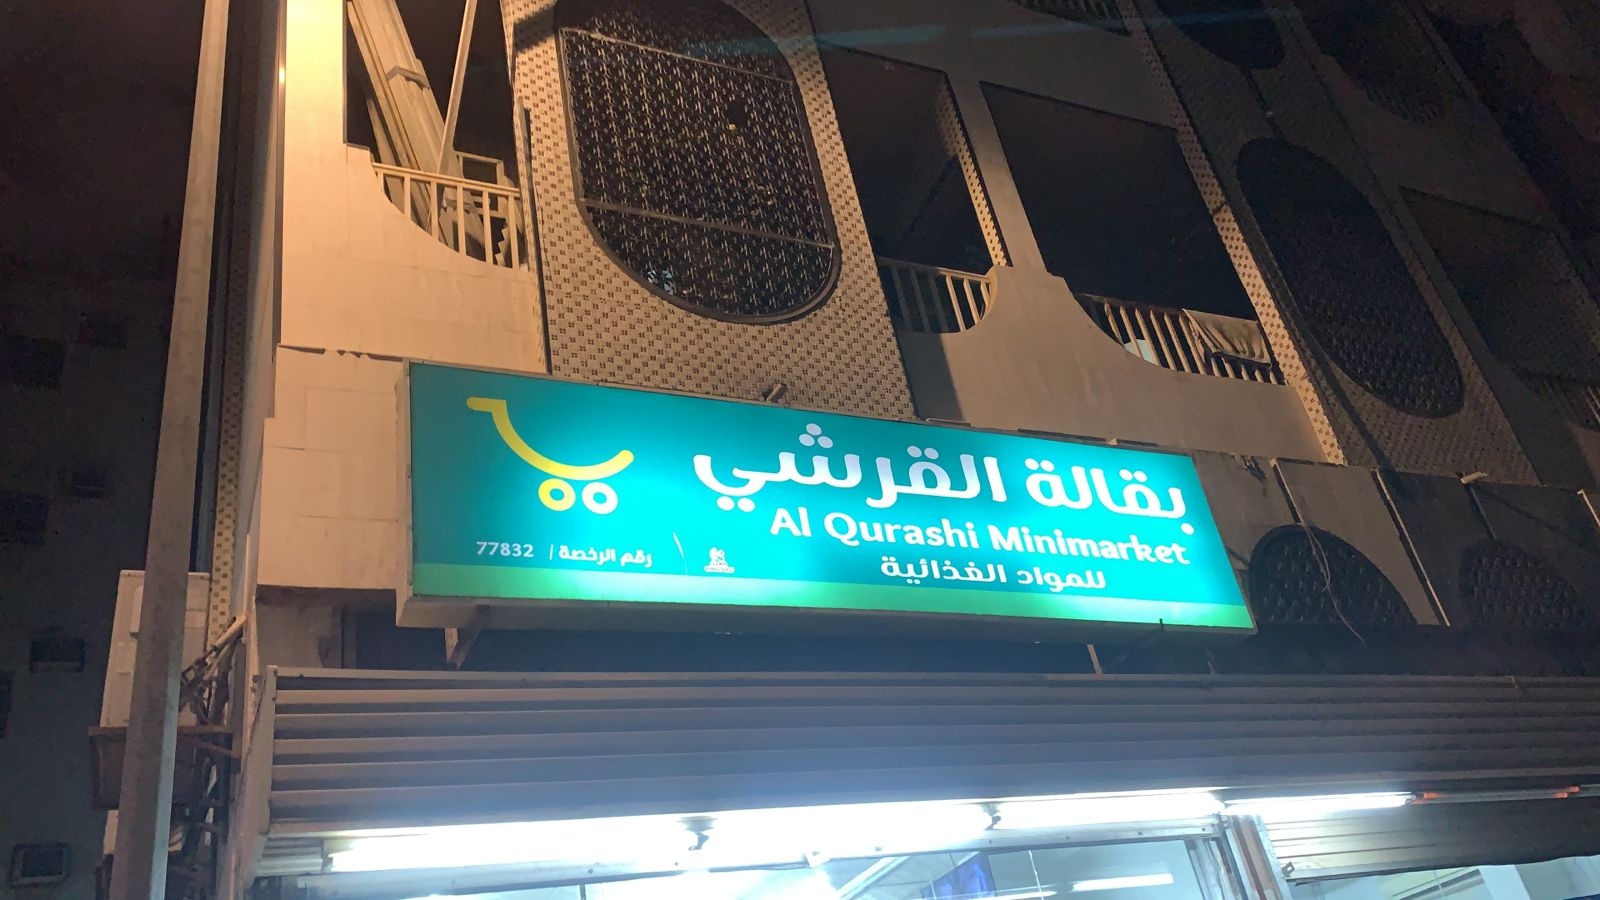 بقالة القرشي
Al Qurashi Minimarket
للمواد الغذائية
رقم الرخصة | 77832